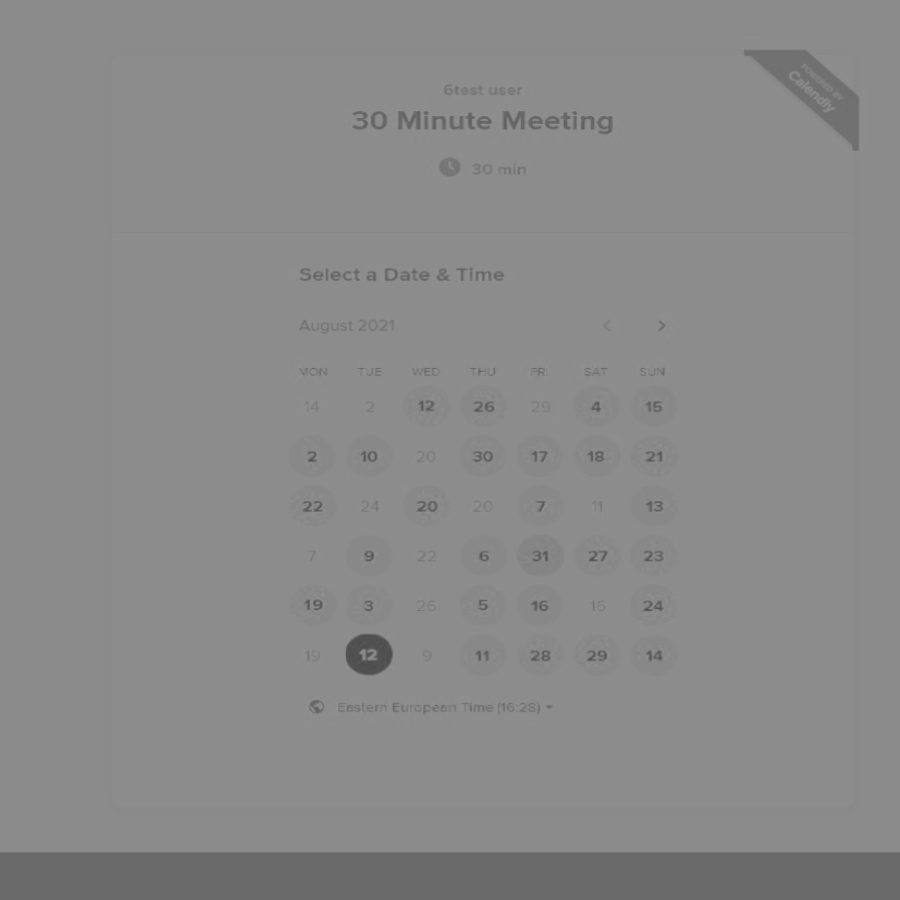 POWERED BY
Calendly
6test user
30 Minute Meeting
30 min
Select a Date & Time
August 2021
MON TUE WED THU FRI SAT SUN
14 2 12 26 29 4 15
2 10 20 30 17 18 21
22 24 20 20 7 11 13
7 9 22 6 31 27 23
19 3 26 5 16 15 24
19 12 9 11 28 29 14
Eastern European Time (16:28)